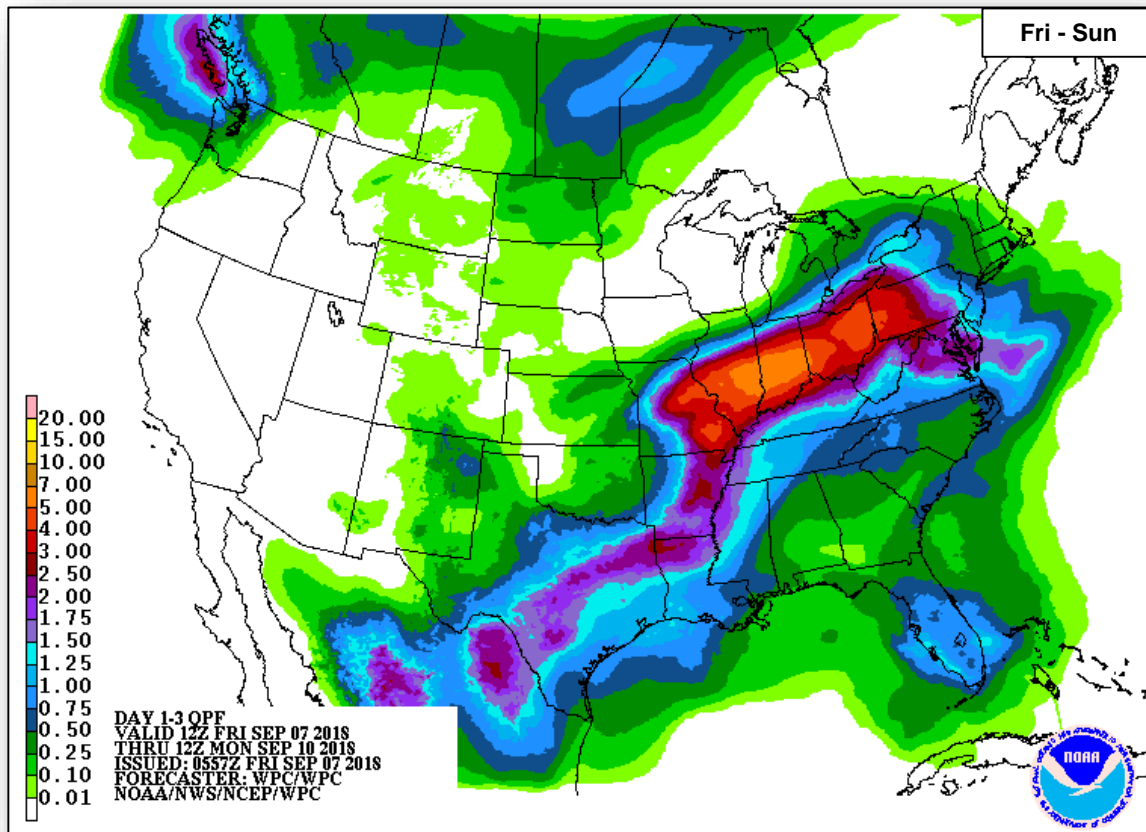 Fri - Sun
20.00
15.00
10.00
7.00
5.00
4.00
3.00
2.50
2.00
1.75
1.50
1.25
1.00
0.75
0.50
0.25
0.10
0.01
DAY 1-3 QPF
VALID 12Z FRI SEP 07 2018
THRU 12Z MON SEP 10 2018
ISSUED: 0557Z FRI SEP 07 2018
FORECASTER: WPC/WPC
NOAA/NWS/NCEP/WPC
NOAA